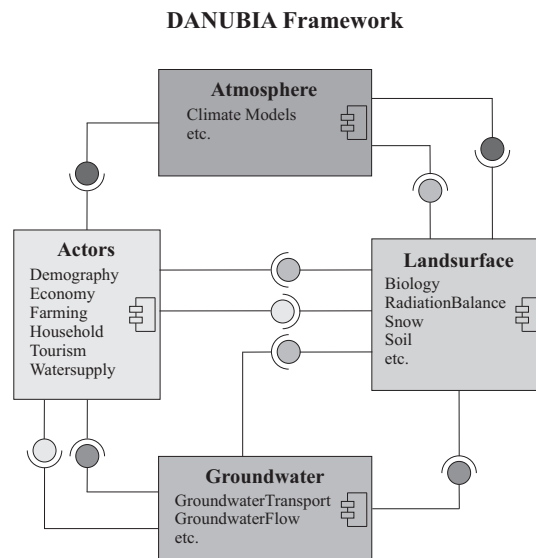 DANUBIA Framework
Atmosphere
Climate Models
etc.
Actors
Demography
Economy
Farming
Household
Tourism
Watersupply
Landsurface
Biology
RadiationBalance
Snow
Soil
etc.
Groundwater
GroundwaterTransport
GroundwaterFlow
etc.